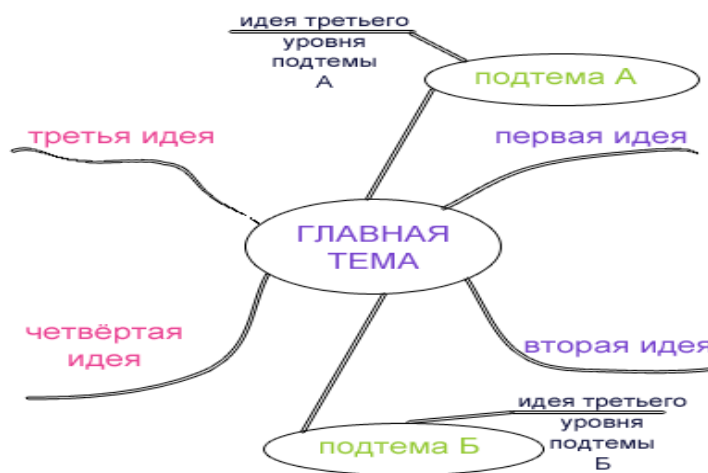 идея третьего
уровня
подтемы
А
подтема А
третья идея
первая идея
ГЛАВНАЯ
ТЕМА
четвёртая
идея
вторая идея
идея третьего
уровня
подтемы
Б
подтема Б